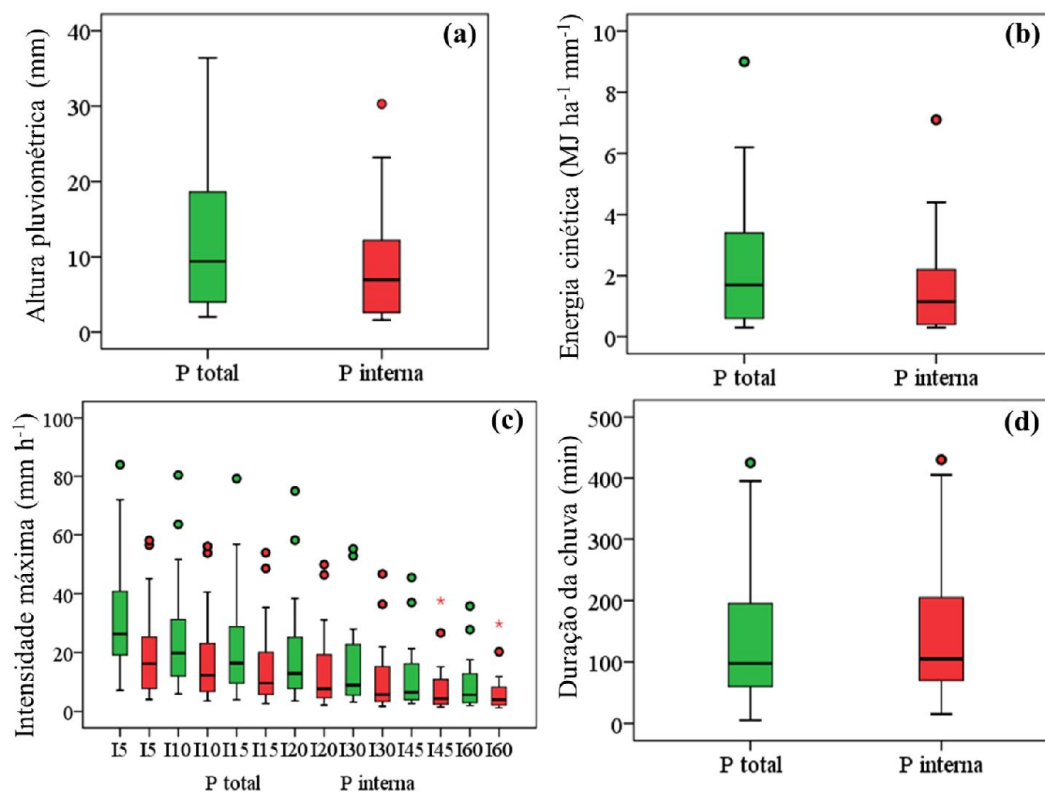 (a)
Altura pluviométrica (mm)
40
30
20
10
0
P total
P interna
(b)
Energia cinética (MJ ha⁻¹ mm⁻¹)
10
8
6
4
2
0
P total
P interna
(c)
Intensidade máxima (mm h⁻¹)
100
80
60
40
20
0
I5 I5 I10 I10 I15 I15 I20 I20 I30 I30 I45 I45 I60 I60
P total
P interna
(d)
Duração da chuva (min)
500
400
300
200
100
0
P total
P interna